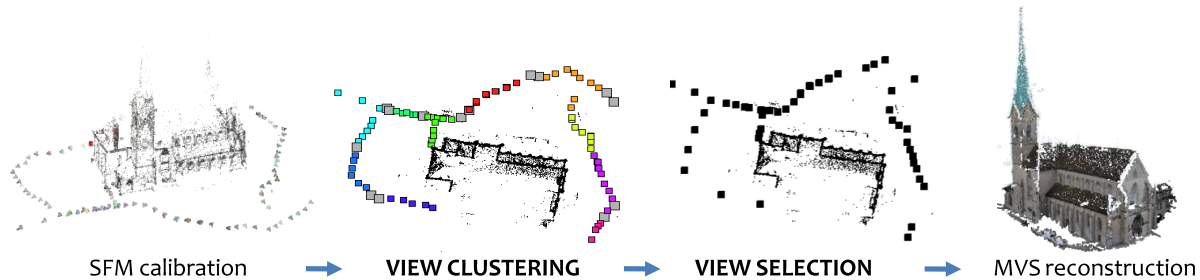 SFM calibration
VIEW CLUSTERING
VIEW SELECTION
MVS reconstruction